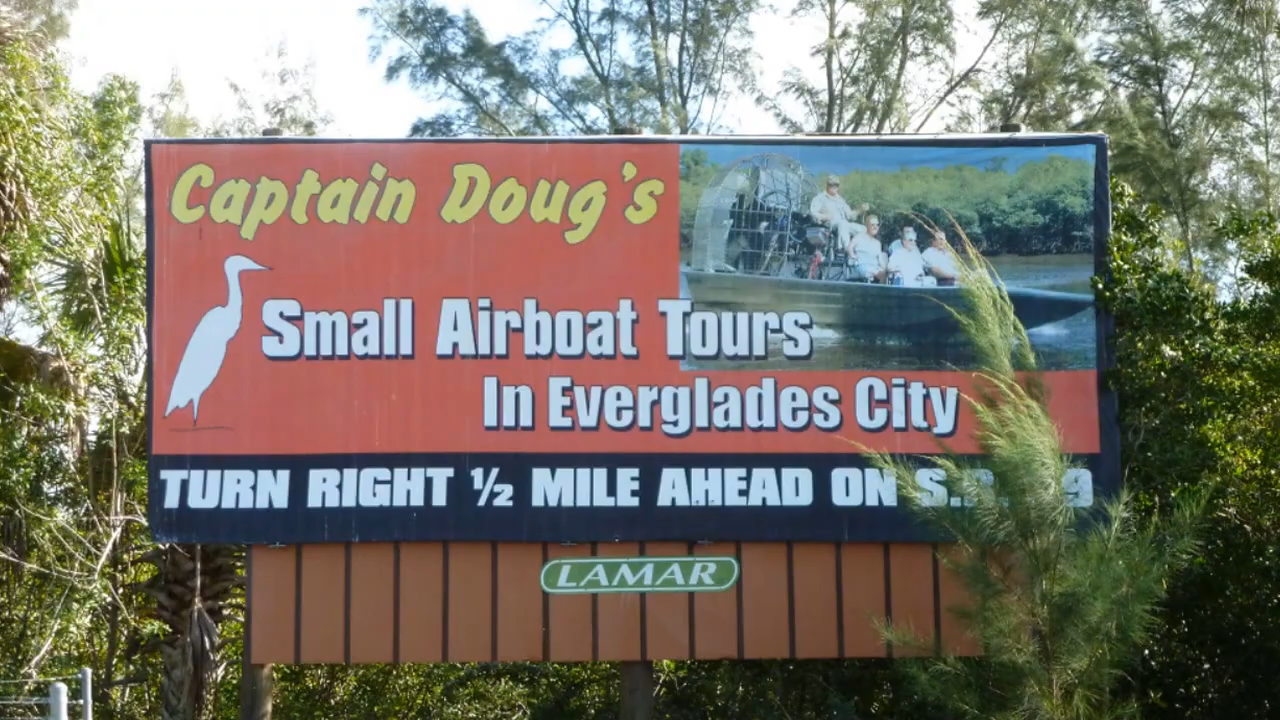 Captain Doug's
Small Airboat Tours
In Everglades City
TURN RIGHT ½ MILE AHEAD ON
LAMAR